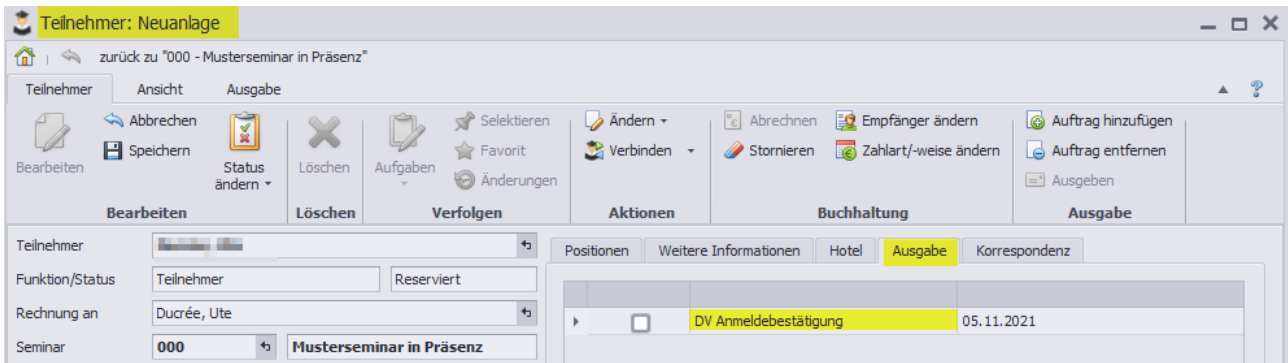 Teilnehmer: Neuanlage
zurück zu "000 - Musterseminar in Präsenz"
Teilnehmer Ansicht Ausgabe
Abbrechen Selektieren Ändern Abrechnen Empfänger ändern Auftrag hinzufügen
Speichern Favorit Verbinden Stornieren Zahlart/-weise ändern Auftrag entfernen
Bearbeiten Status ändern Löschen Aufgaben Änderungen Ausgeben
Bearbeiten Löschen Verfolgen Aktionen Buchhaltung Ausgabe
Teilnehmer
Positionen Weitere Informationen Hotel Ausgabe Korrespondenz
Funktion/Status Teilnehmer Reserviert
Rechnung an Ducrée, Ute
DV Anmeldebestätigung 05.11.2021
Seminar 000 Musterseminar in Präsenz